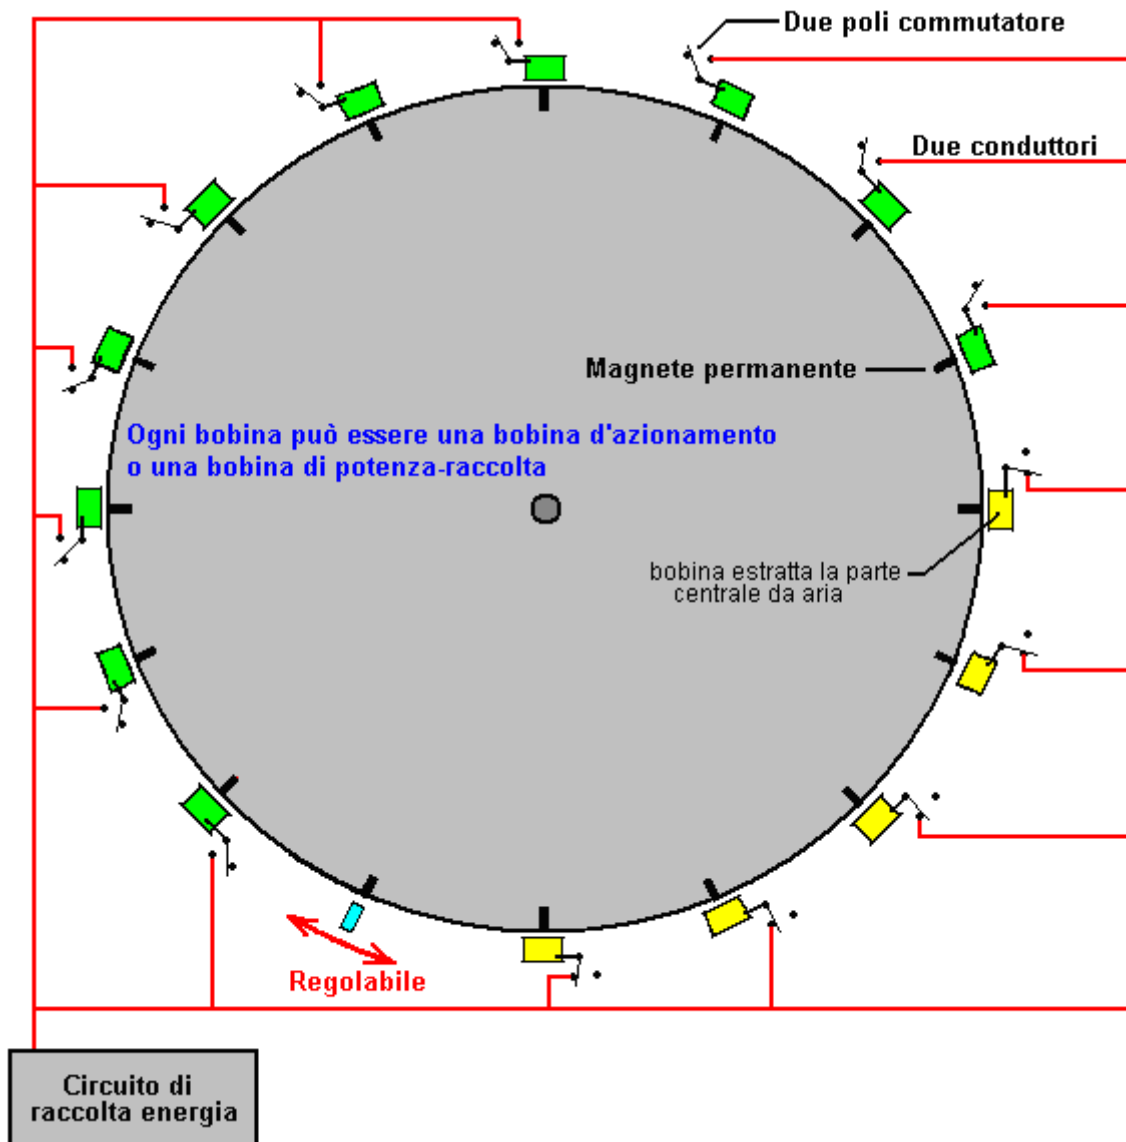 Due poli commutatore
Due conduttori
Magnete permanente
Ogni bobina può essere una bobina d'azionamento
o una bobina di potenza-raccolta
bobina estratta la parte
centrale da aria
Regolabile
Circuito di
raccolta energia